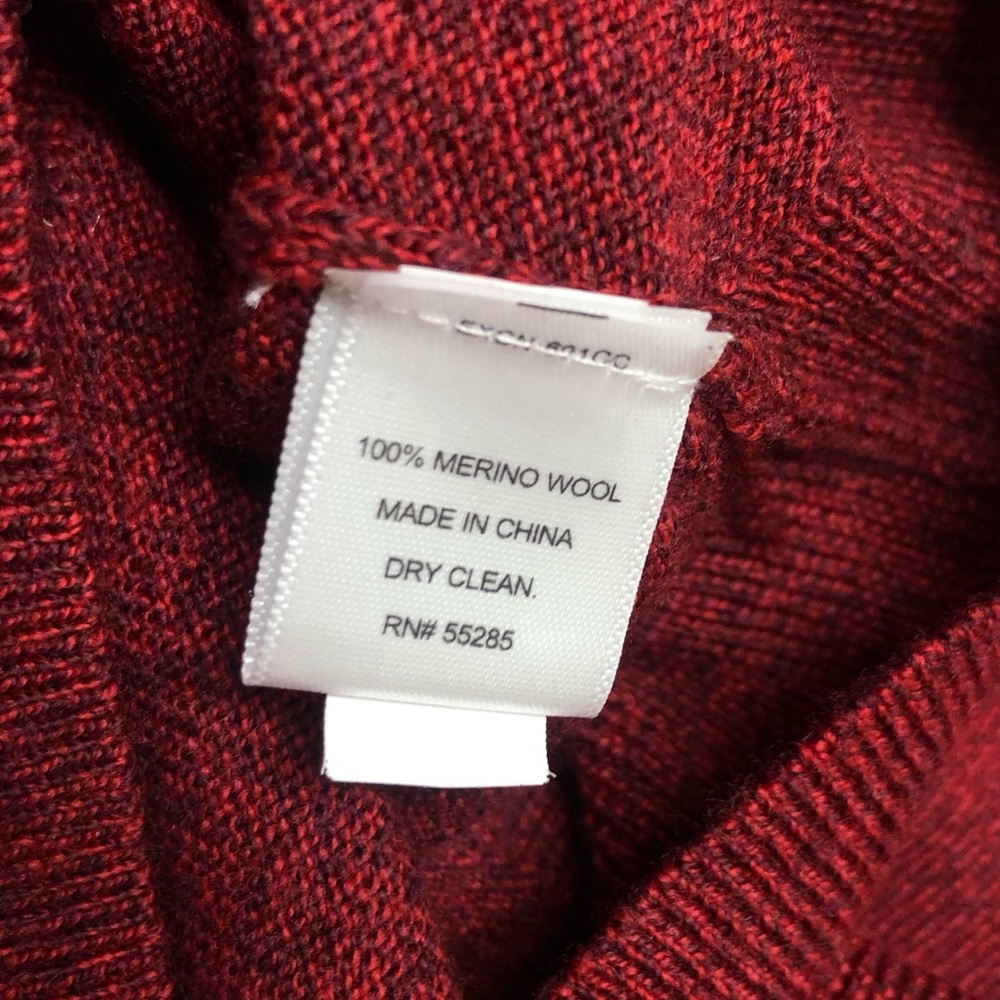 100% MERINO WOOL
MADE IN CHINA
DRY CLEAN.
RN# 55285